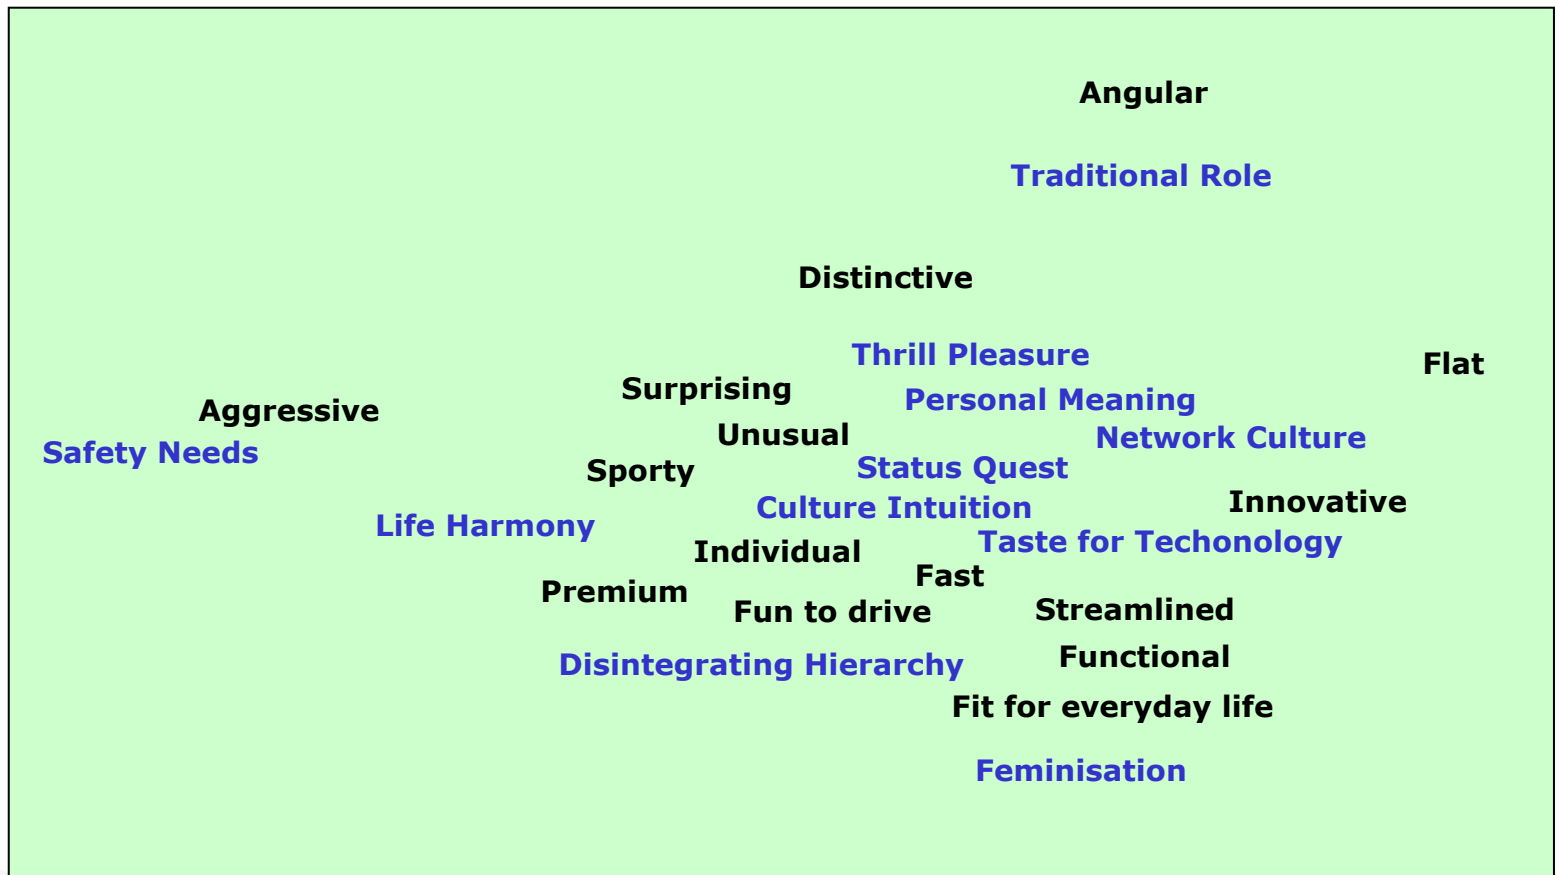 Angular
Traditional Role
Distinctive
Thrill Pleasure
Flat
Surprising
Personal Meaning
Aggressive
Unusual
Network Culture
Safety Needs
Sporty
Status Quest
Innovative
Culture Intuition
Life Harmony
Taste for Techonology
Individual
Fast
Premium
Fun to drive
Streamlined
Functional
Disintegrating Hierarchy
Fit for everyday life
Feminisation